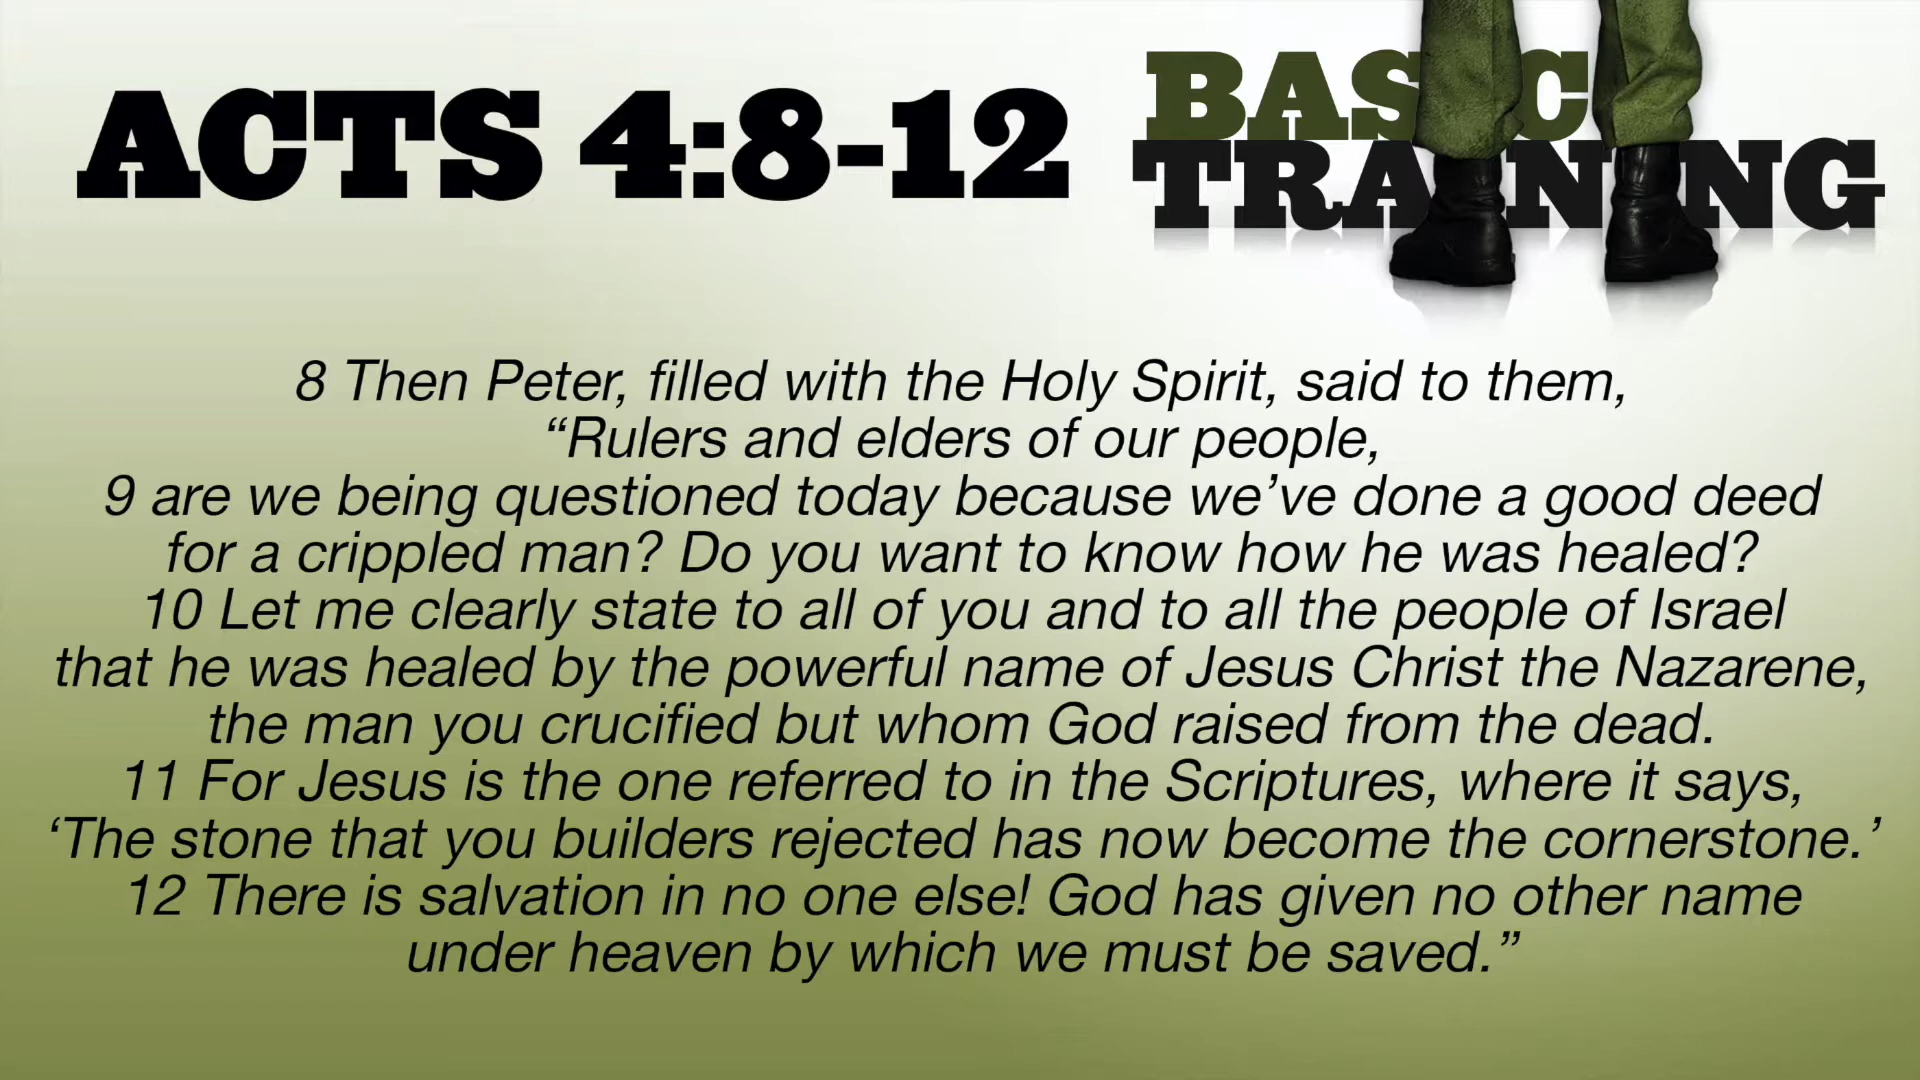 ACTS 4:8-12
BASIC
TRAINING
8 Then Peter, filled with the Holy Spirit, said to them,
“Rulers and elders of our people,
9 are we being questioned today because we’ve done a good deed
for a crippled man? Do you want to know how he was healed?
10 Let me clearly state to all of you and to all the people of Israel
that he was healed by the powerful name of Jesus Christ the Nazarene,
the man you crucified but whom God raised from the dead.
11 For Jesus is the one referred to in the Scriptures, where it says,
‘The stone that you builders rejected has now become the cornerstone.’
12 There is salvation in no one else! God has given no other name
under heaven by which we must be saved.”